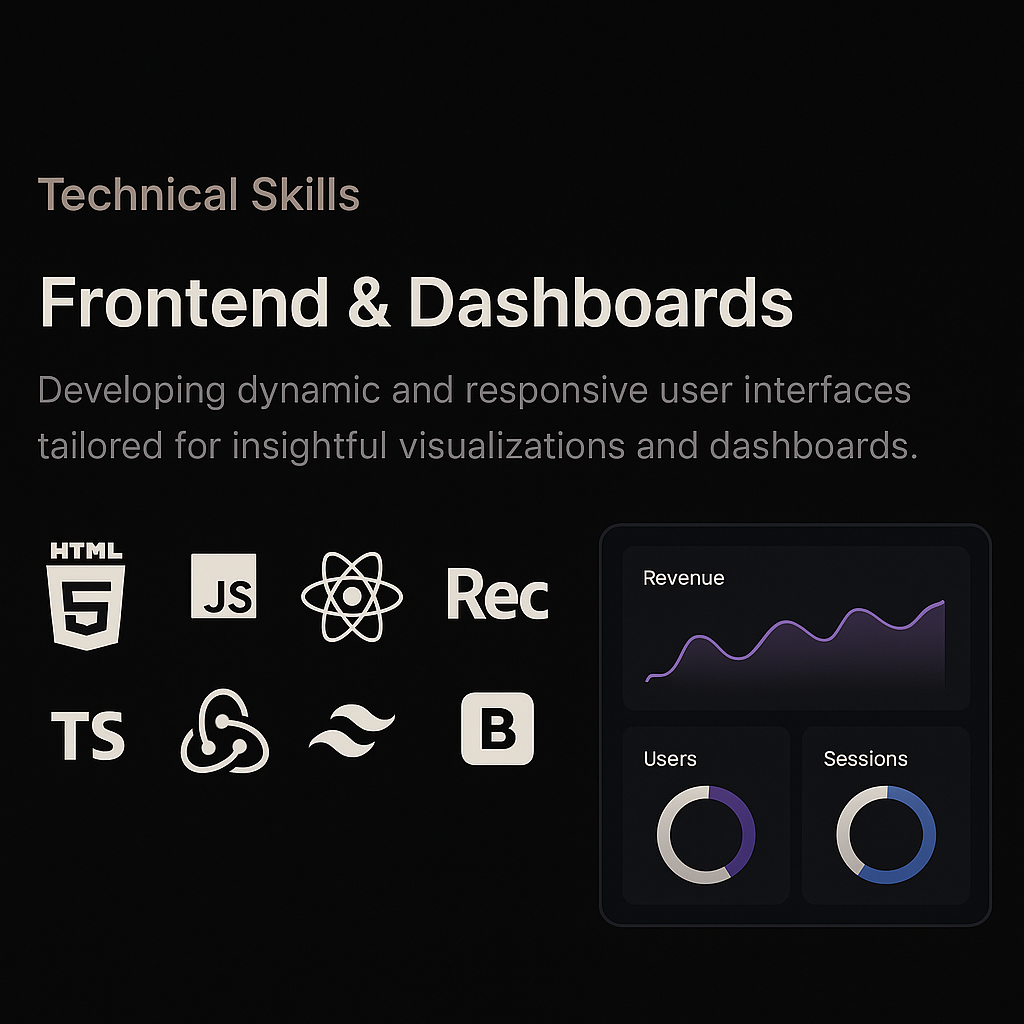 Technical Skills
Frontend & Dashboards
Developing dynamic and responsive user interfaces
tailored for insightful visualizations and dashboards.
HTML
5
JS
Rec
TS
B
Revenue
Users
Sessions